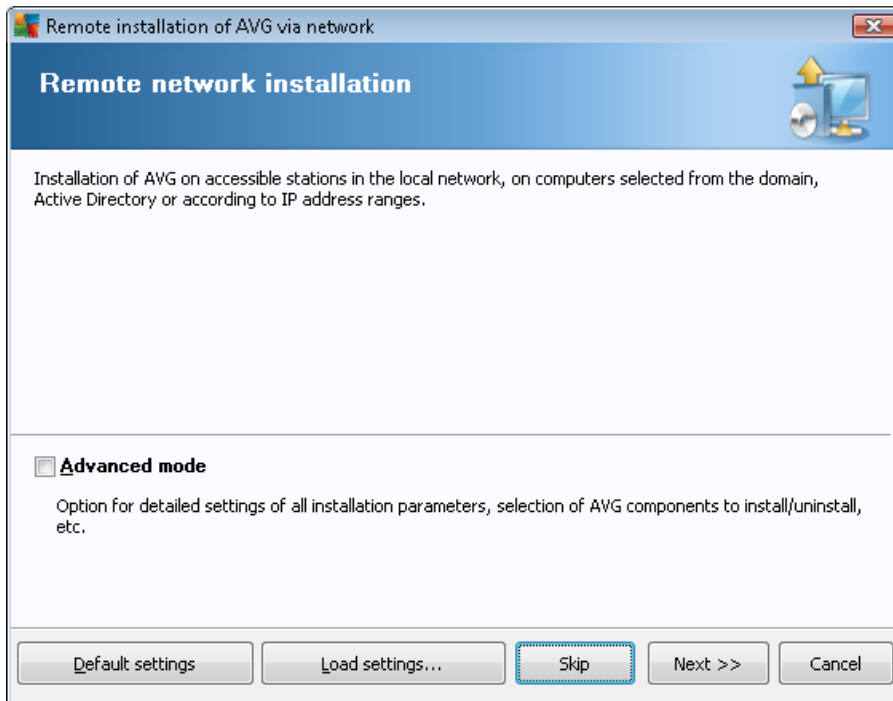 Remote installation of AVG via network
Remote network installation
Installation of AVG on accessible stations in the local network, on computers selected from the domain,
Active Directory or according to IP address ranges.
Advanced mode
Option for detailed settings of all installation parameters, selection of AVG components to install/uninstall,
etc.
Default settings
Load settings...
Skip
Next >>
Cancel